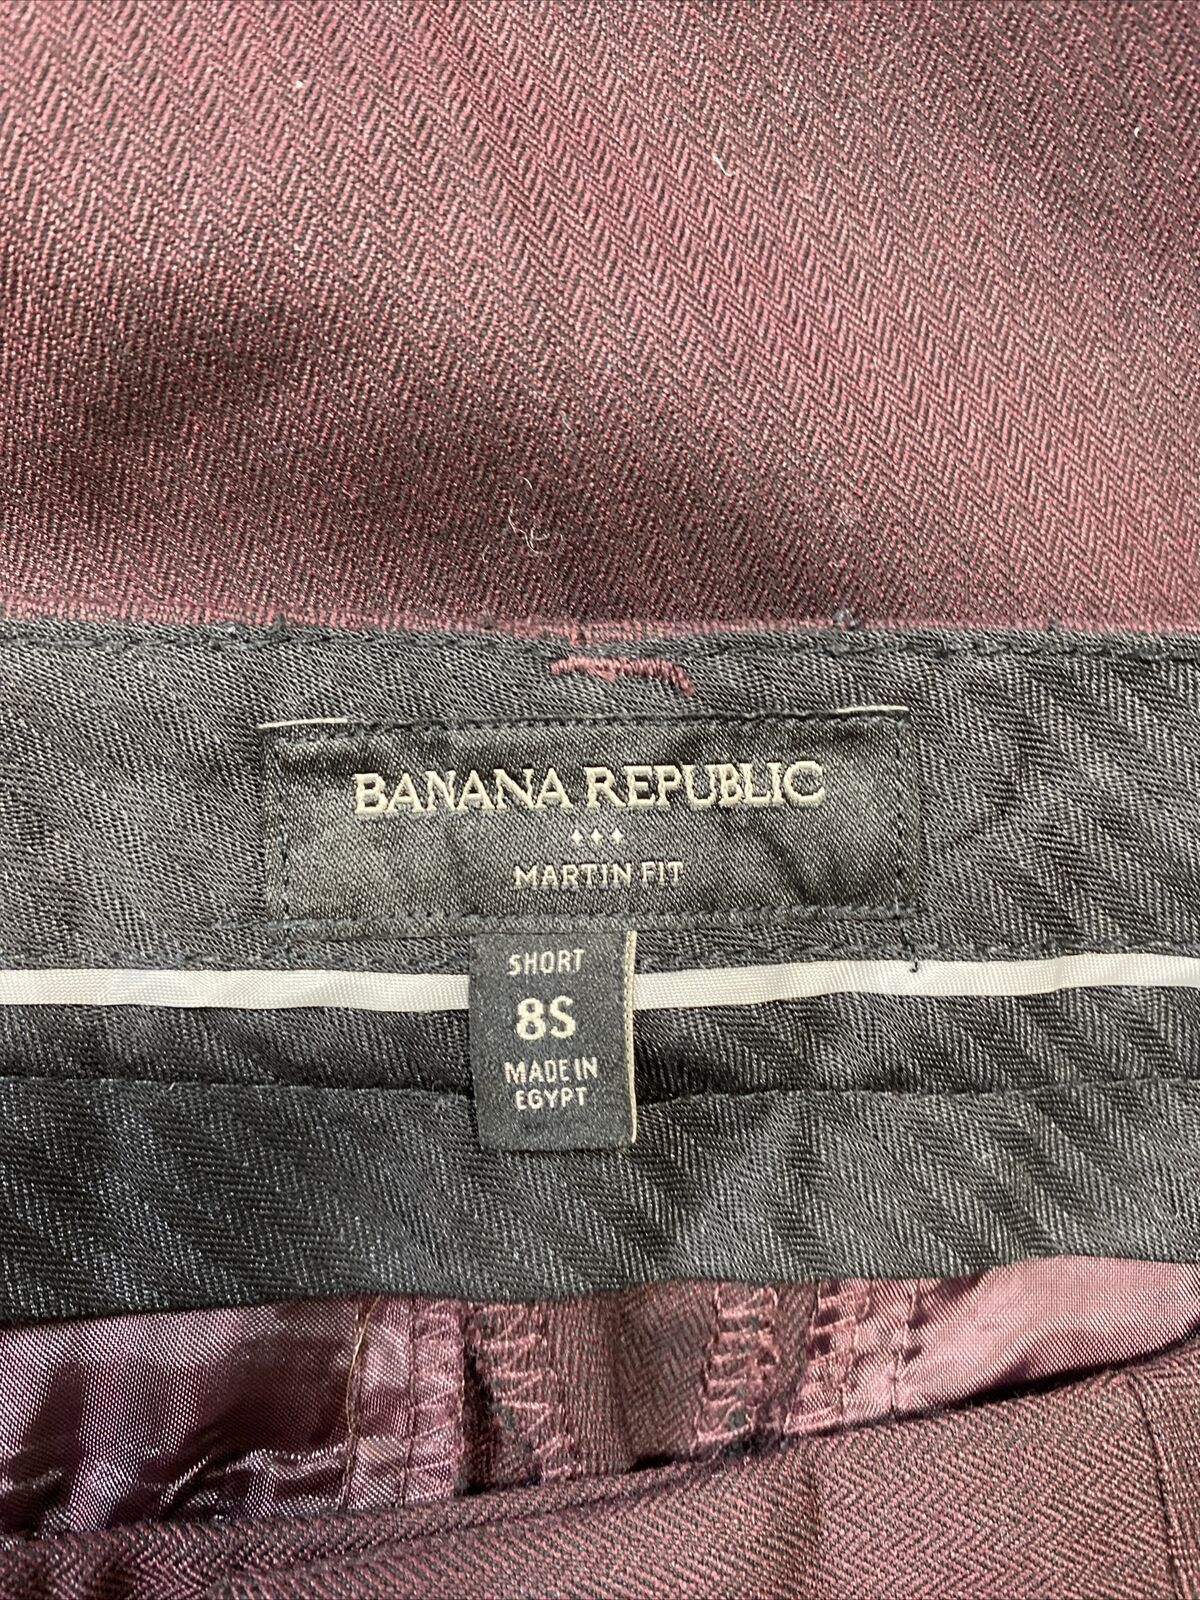 BANANA REPUBLIC
MARTIN FIT
SHORT
8S
MADE IN
EGYPT